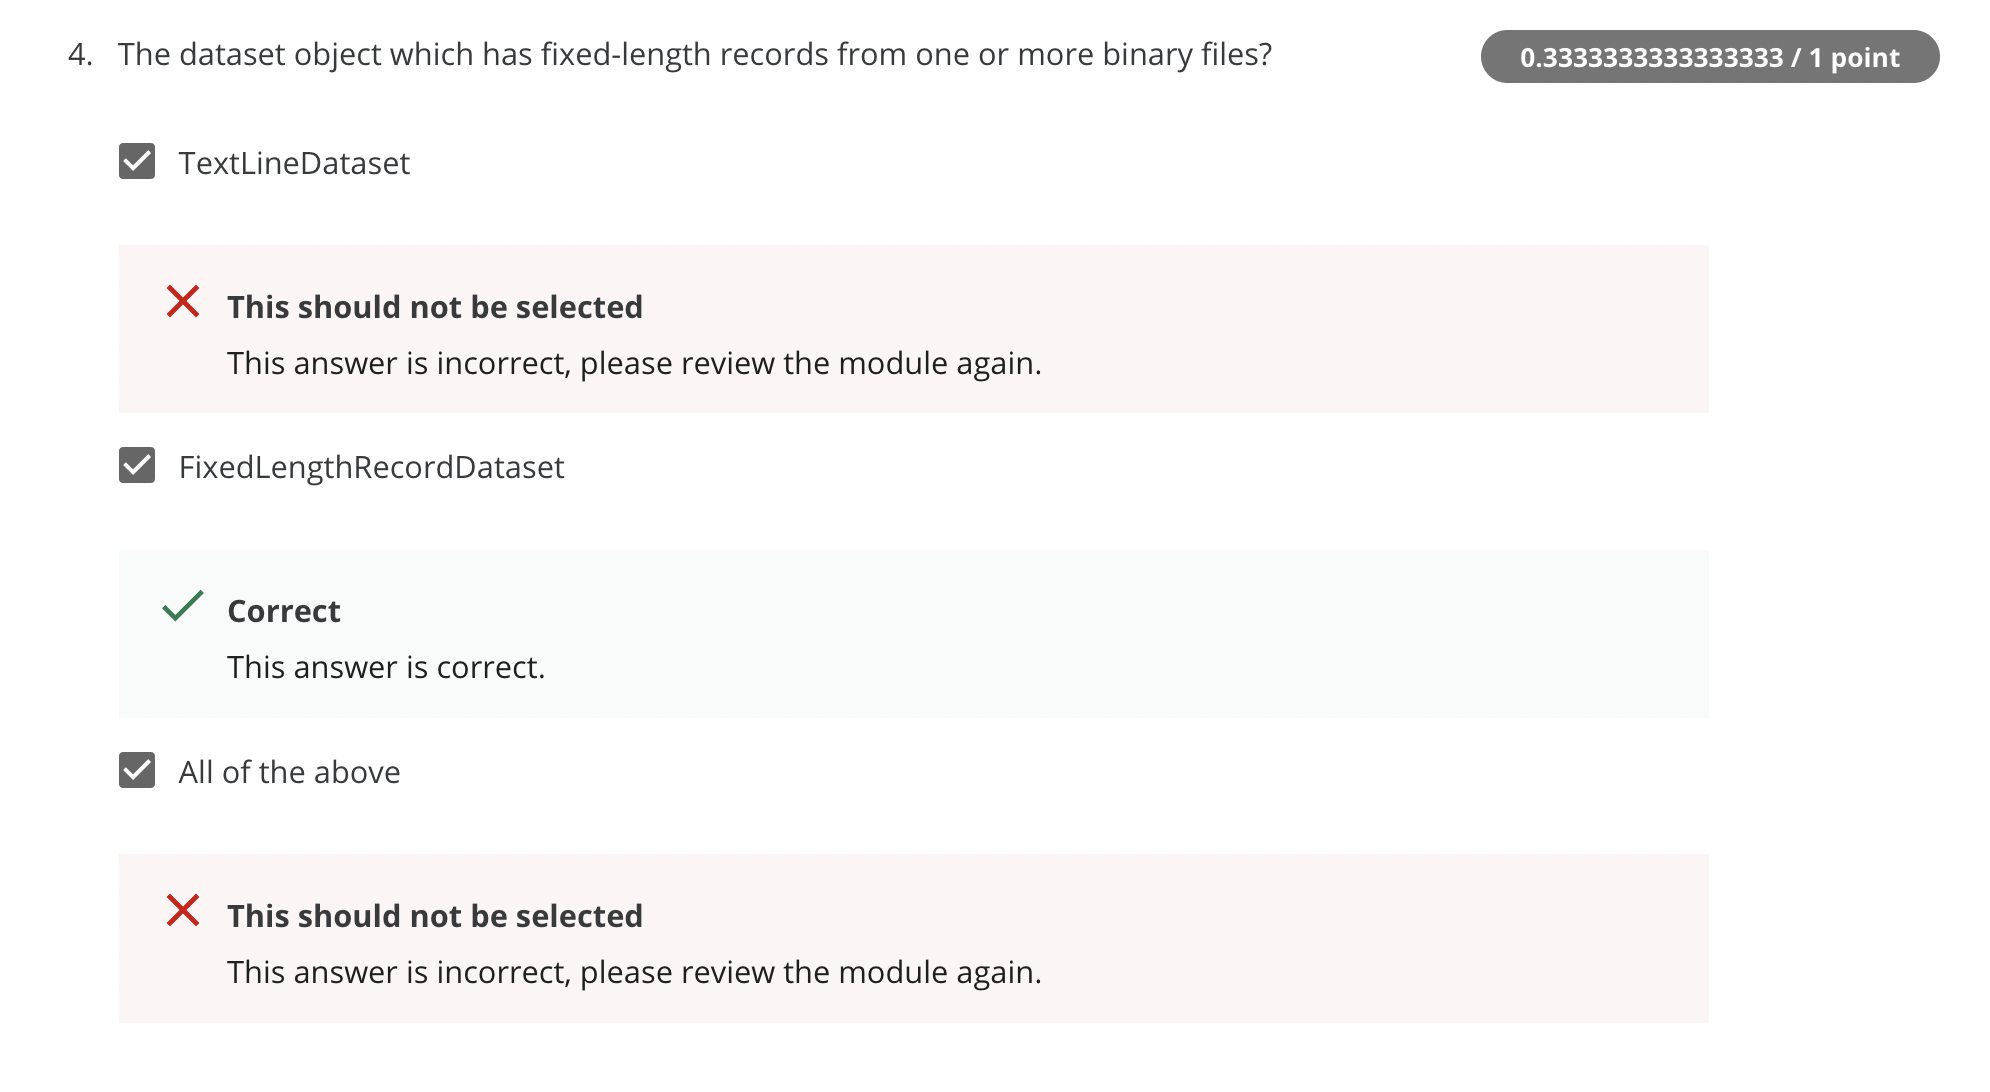 4. The dataset object which has fixed-length records from one or more binary files?
0.3333333333333333 / 1 point
TextLineDataset
This should not be selected
This answer is incorrect, please review the module again.
FixedLengthRecordDataset
Correct
This answer is correct.
All of the above
This should not be selected
This answer is incorrect, please review the module again.